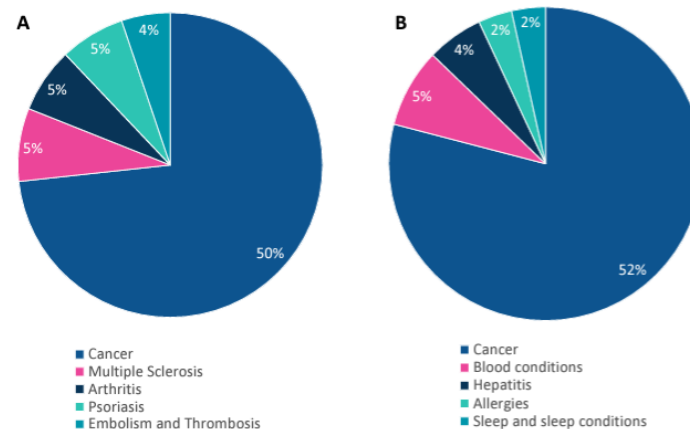 A
4%
5%
5%
5%
50%
Cancer
Multiple Sclerosis
Arthritis
Psoriasis
Embolism and Thrombosis
B
2%
2%
4%
5%
52%
Cancer
Blood conditions
Hepatitis
Allergies
Sleep and sleep conditions